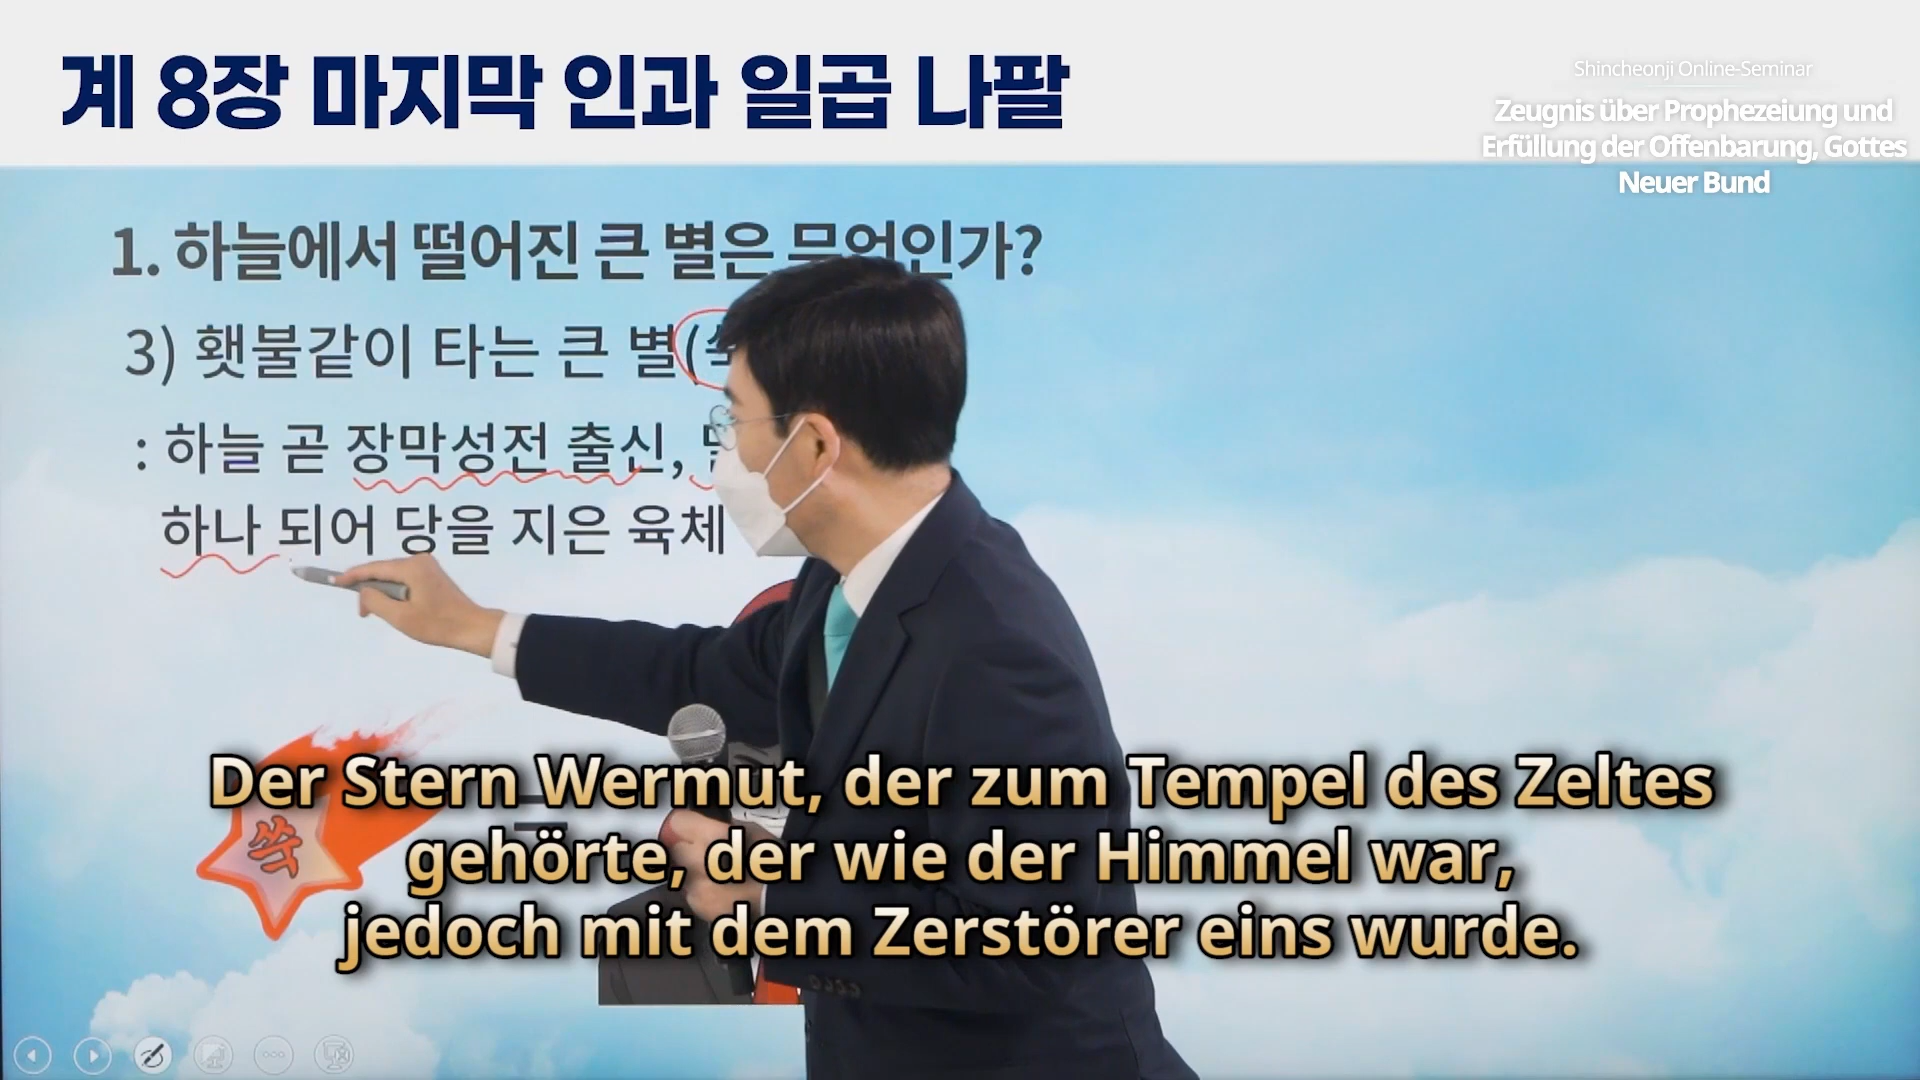 계 8장 마지막 인과 일곱 나팔
Shincheonji Online-Seminar
Zeugnis über Prophezeiung und
Erfüllung der Offenbarung, Gottes
Neuer Bund
1. 하늘에서 떨어진 큰 별은 무엇인가?
3) 횃불같이 타는 큰 별(
: 하늘 곧 장막성전 출신,
하나 되어 당을 지은 육체
쑥
Der Stern Wermut, der zum Tempel des Zeltes
gehörte, der wie der Himmel war,
jedoch mit dem Zerstörer eins wurde.